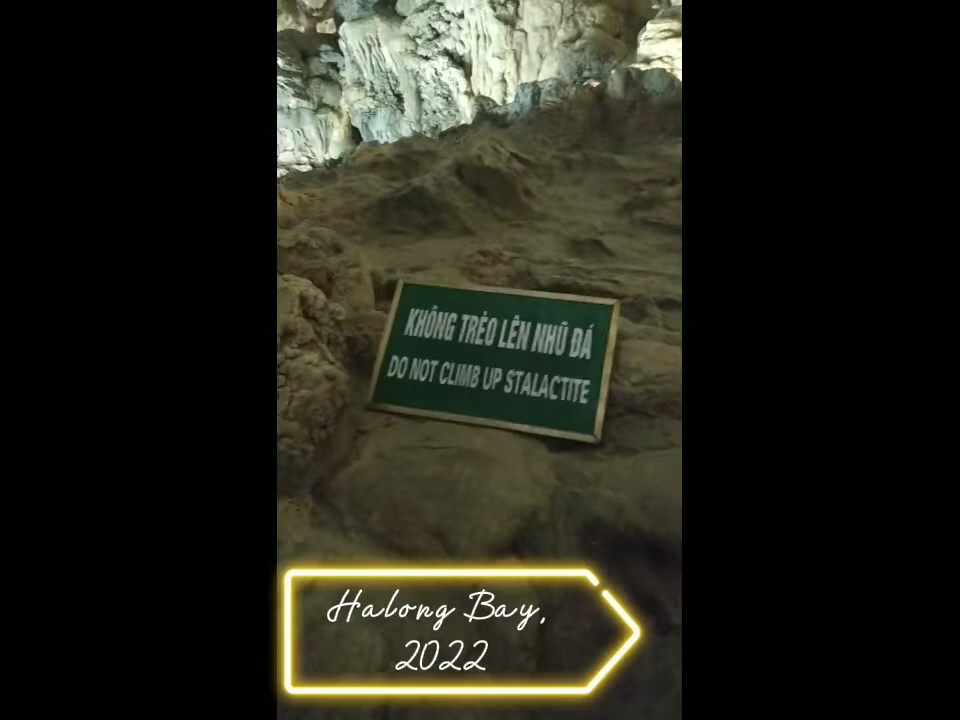 KHÔNG TRÈO LÊN NHŨ ĐÁ
DO NOT CLIMB UP STALACTITE
Halong Bay,
2022